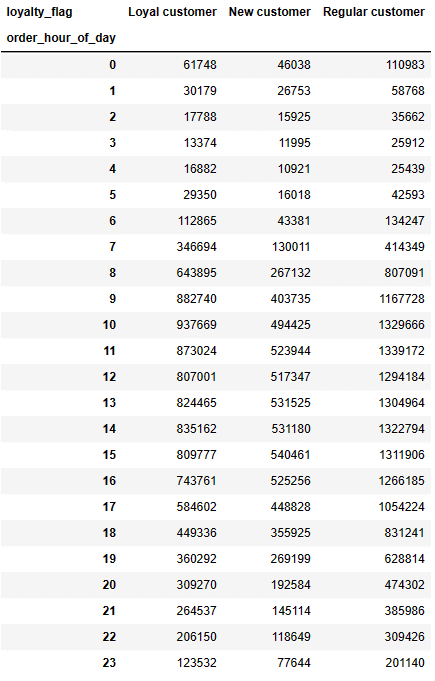 loyalty_flag Loyal customer New customer Regular customer
order_hour_of_day
0 61748 46038 110983
1 30179 26753 58768
2 17788 15925 35662
3 13374 11995 25912
4 16882 10921 25439
5 29350 16018 42593
6 112865 43381 134247
7 346694 130011 414349
8 643895 267132 807091
9 882740 403735 1167728
10 937669 494425 1329666
11 873024 523944 1339172
12 807001 517347 1294184
13 824465 531525 1304964
14 835162 531180 1322794
15 809777 540461 1311906
16 743761 525256 1266185
17 584602 448828 1054224
18 449336 355925 831241
19 360292 269199 628814
20 309270 192584 474302
21 264537 145114 385986
22 206150 118649 309426
23 123532 77644 201140